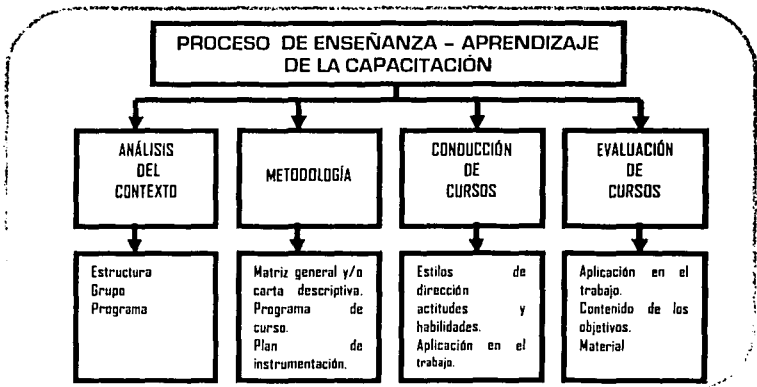 PROCESO DE ENSEÑANZA – APRENDIZAJE
DE LA CAPACITACIÓN
ANÁLISIS
DEL
CONTEXTO
METODOLOGÍA
CONDUCCIÓN
DE
CURSOS
EVALUACIÓN
DE
CURSOS
Estructura
Grupo
Programa
Matriz general y/o
carta descriptiva.
Programa de
curso.
Plan de
instrumentación.
Estilos de
dirección
actitudes y
habilidades.
Aplicación en el
trabajo.
Aplicación en el
trabajo.
Contenido de los
objetivos.
Material